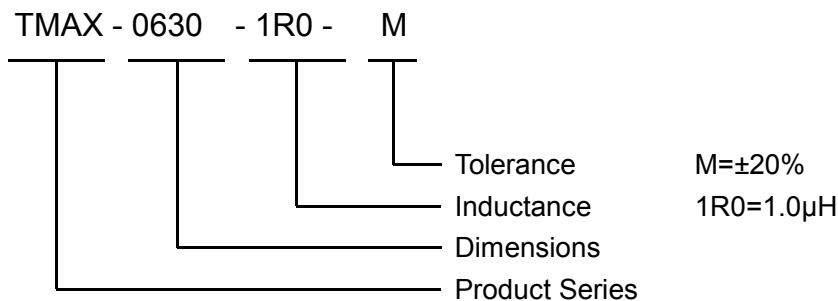 TMAX - 0630 - 1R0 - M
Tolerance M=±20%
Inductance 1R0=1.0µH
Dimensions
Product Series